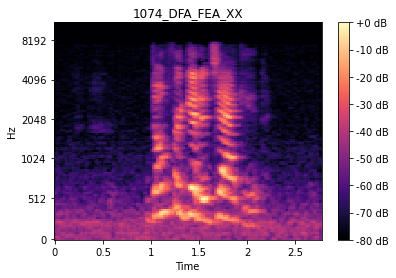 1074_DFA_FEA_XX
8192
4096
2048
1024
512
0
Hz
0
0.5
1
1.5
2
2.5
Time
+0 dB
-10 dB
-20 dB
-30 dB
-40 dB
-50 dB
-60 dB
-70 dB
-80 dB